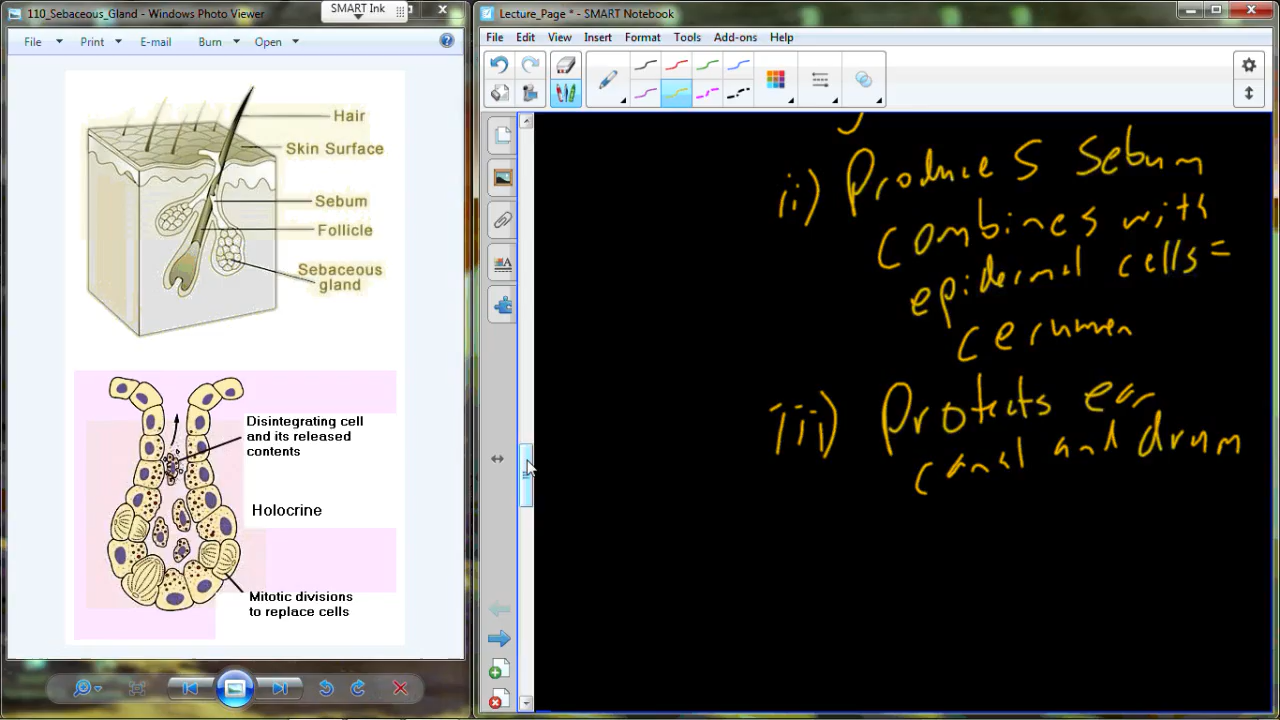 110_Sebaceous_Gland - Windows Photo Viewer
SMART Ink
File Print E-mail Burn Open
Hair
Skin Surface
Sebum
Follicle
Sebaceous
gland
Disintegrating cell
and its released
contents
Holocrine
Mitotic divisions
to replace cells
Lecture_Page * - SMART Notebook
File Edit View Insert Format Tools Add-ons Help
ii) Produces sebum
combines with
epidermal cells =
cerumen
iii) Protects ear
canal and drum